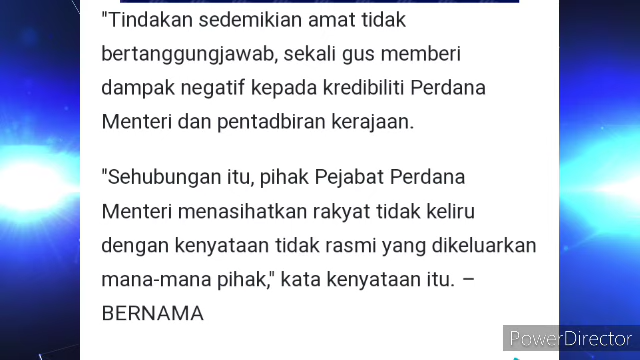 "Tindakan sedemikian amat tidak
bertanggungjawab, sekali gus memberi
dampak negatif kepada kredibiliti Perdana
Menteri dan pentadbiran kerajaan.
"Sehubungan itu, pihak Pejabat Perdana
Menteri menasihatkan rakyat tidak keliru
dengan kenyataan tidak rasmi yang dikeluarkan
mana-mana pihak," kata kenyataan itu. –
BERNAMA
PowerDirector